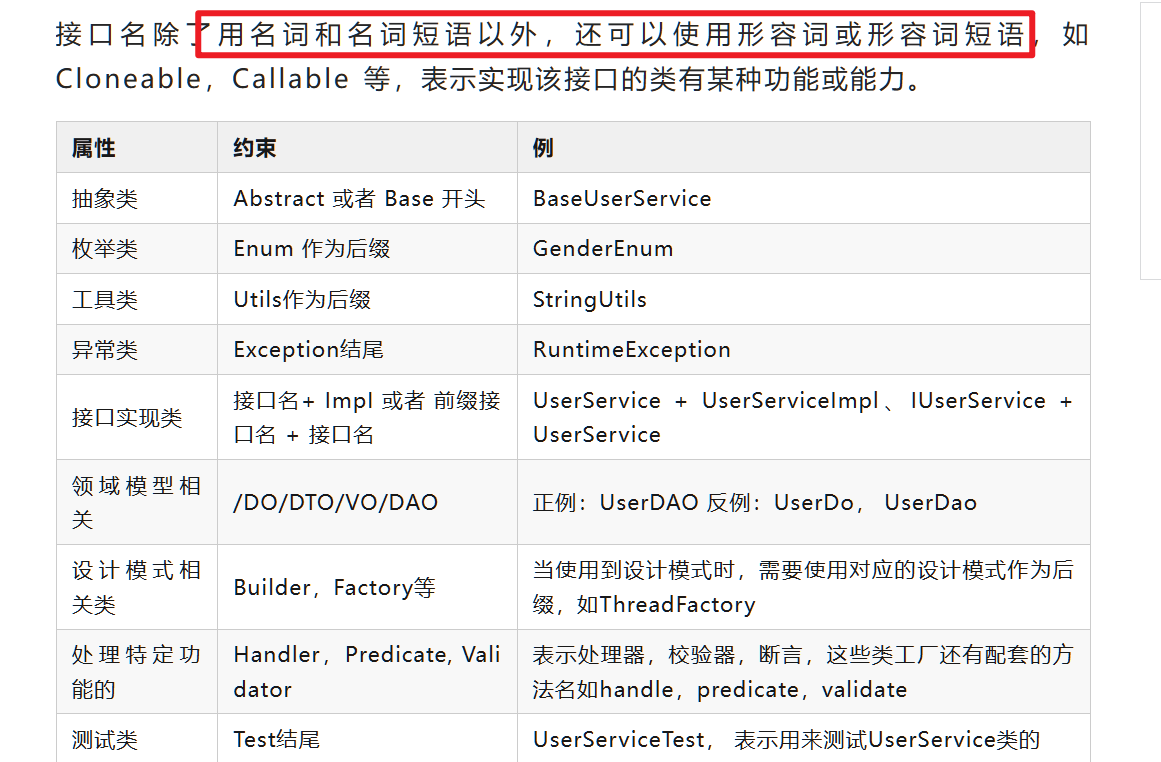 接口名除了用名词和名词短语以外，还可以使用形容词或形容词短语，如
Cloneable，Callable 等，表示实现该接口的类有某种功能或能力。
属性 约束 例
抽象类 Abstract 或者 Base 开头 BaseUserService
枚举类 Enum 作为后缀 GenderEnum
工具类 Utils作为后缀 StringUtils
异常类 Exception结尾 RuntimeException
接口实现类 接口名+ Impl 或者 前缀接 UserService + UserServiceImpl、IUserService +
口名 + 接口名 UserService
领域模型相
关 /DO/DTO/VO/DAO 正例：UserDAO 反例：UserDo， UserDao
设计模式相 当使用到设计模式时，需要使用对应的设计模式作为后
关类 Builder，Factory等 缀，如ThreadFactory
处理特定功 Handler，Predicate, Vali 表示处理器，校验器，断言，这些类工厂还有配套的方
能的 dator 法名如handle，predicate，validate
测试类 Test结尾 UserServiceTest， 表示用来测试UserService类的